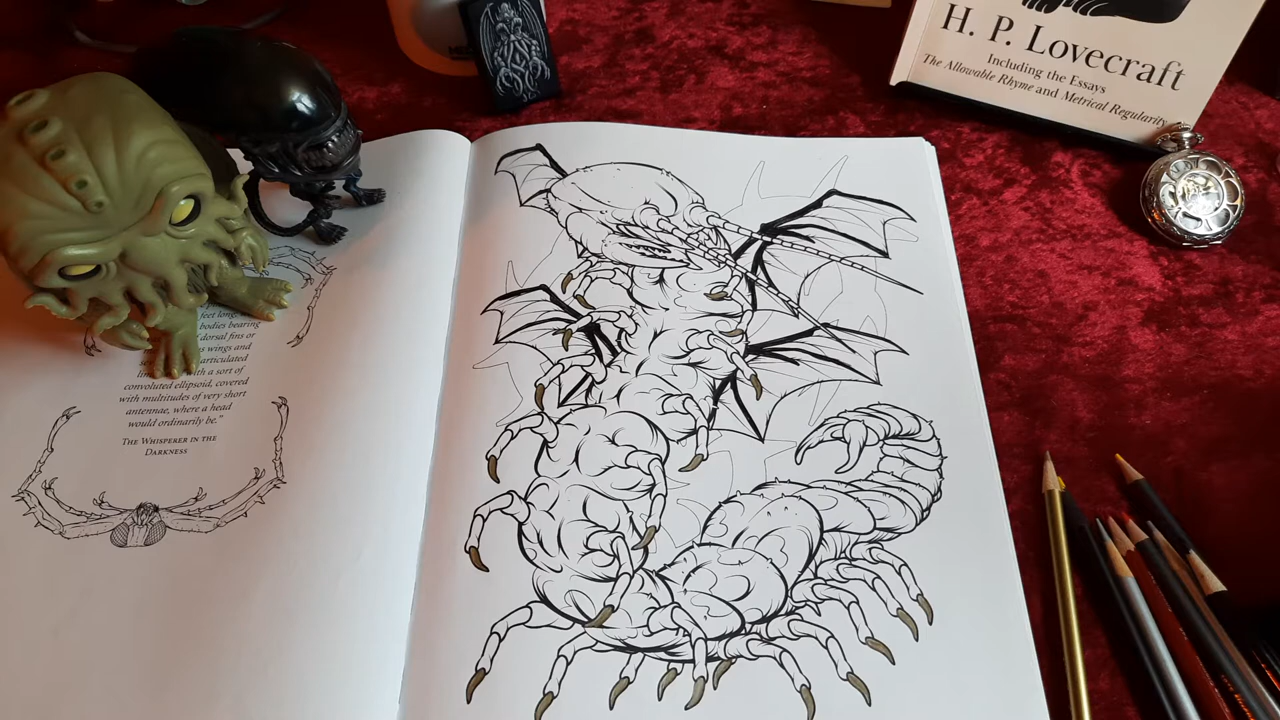 H. P. Lovecraft
Including the Essays
The Allowable Rhyme and Metrical Regularity
feet long,
bodies bearing
dorsal fins or
wings and
articulated
with a sort of
convoluted ellipsoid, covered
with multitudes of very short
antennae, where a head
would ordinarily be."
The Whisperer in the
Darkness